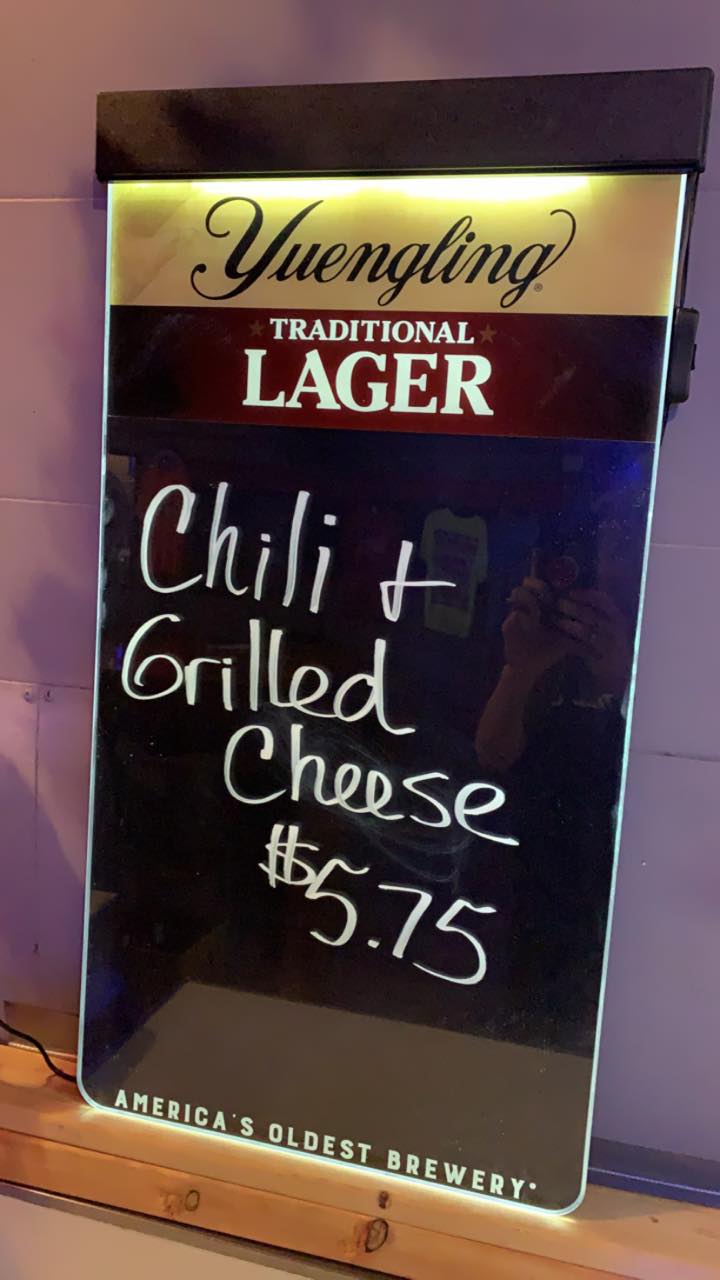 Yuengling®
★ TRADITIONAL ★
LAGER
Chili +
Grilled
Cheese
$5.75
AMERICA'S OLDEST BREWERY®